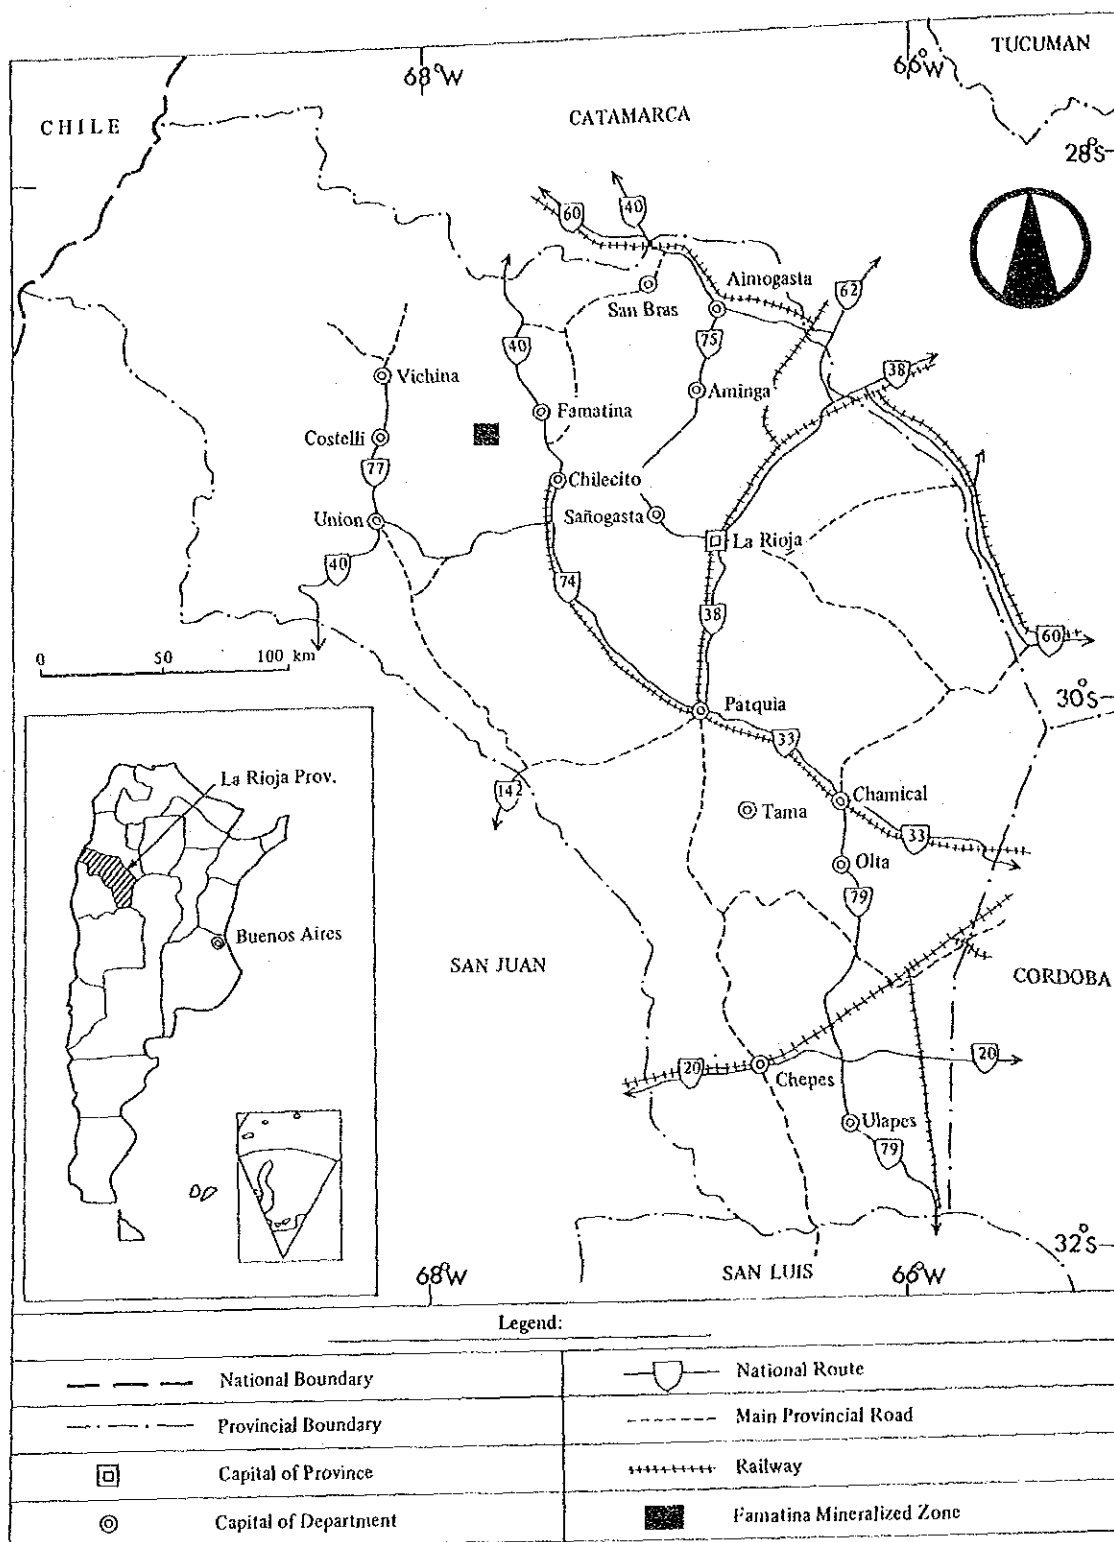 TUCUMAN
68°W
66°W
CHILE
CATAMARCA
28°S
60
40
Aimogasta
62
San Bras
75
40
38
Vichina
Aminga
Famatina
Costelli
77
Chilecito
Union
Sañogasta
La Rioja
40
74
38
60
0 50 100 km
30°S
Patquia
33
La Rioja Prov.
142
Chamical
Tama
33
Olta
79
Buenos Aires
SAN JUAN
CORDOBA
20
20
Chepes
Ulapes
79
32°S
68°W
SAN LUIS
66°W
Legend:
National Boundary
National Route
Provincial Boundary
Main Provincial Road
Capital of Province
Railway
Capital of Department
Famatina Mineralized Zone